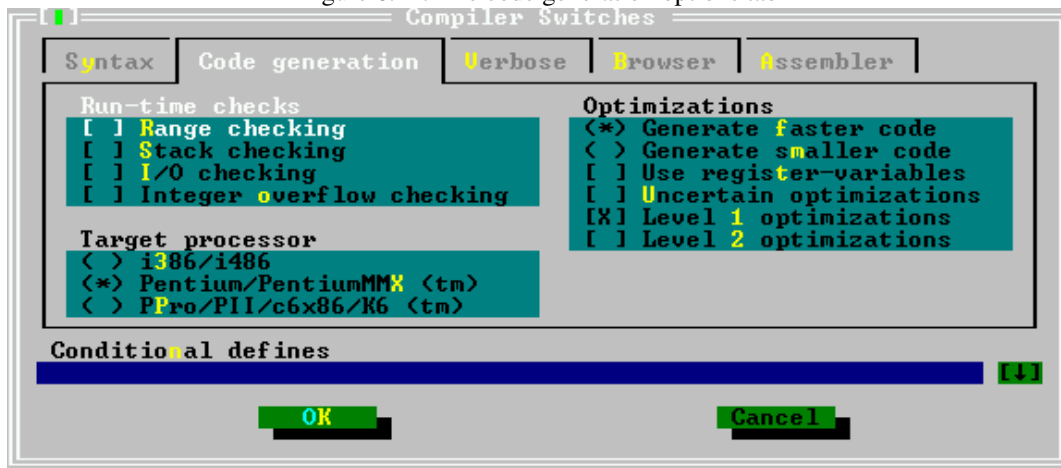 Compiler Switches
Syntax Code generation Verbose Browser Assembler
Run-time checks
[ ] Range checking
[ ] Stack checking
[ ] I/O checking
[ ] Integer overflow checking
Target processor
( ) i386/i486
(*) Pentium/PentiumMMX (tm)
( ) PPro/PII/c6x86/K6 (tm)
Optimizations
(*) Generate faster code
( ) Generate smaller code
[ ] Use register-variables
[ ] Uncertain optimizations
[X] Level 1 optimizations
[ ] Level 2 optimizations
Conditional defines
[↓]
OK Cancel